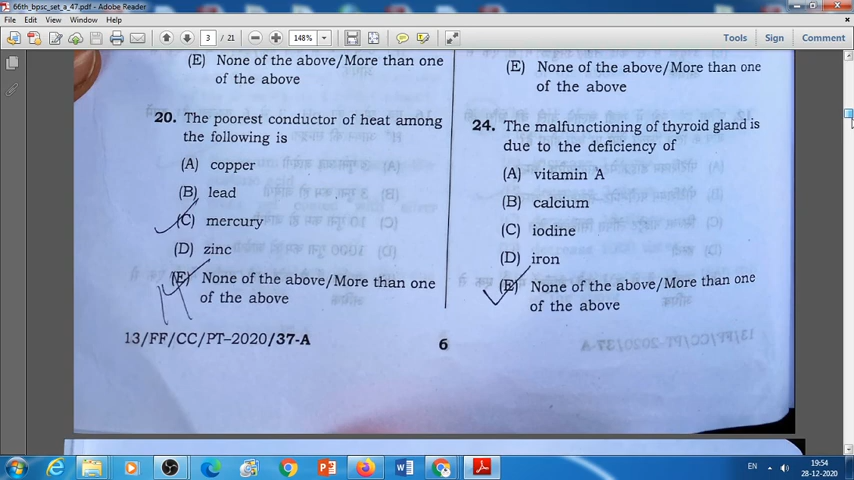 66th_bpsc_set_a_47.pdf - Adobe Reader
File Edit View Window Help
3 / 21
148%
Tools Sign Comment
(E) None of the above/More than one
of the above
20. The poorest conductor of heat among
the following is
(A) copper
(B) lead
(C) mercury
(D) zinc
(E) None of the above/More than one
of the above
13/FF/CC/PT–2020/37-A
6
(E) None of the above/More than one
of the above
24. The malfunctioning of thyroid gland is
due to the deficiency of
(A) vitamin A
(B) calcium
(C) iodine
(D) iron
(E) None of the above/More than one
of the above
EN
19:54
28-12-2020